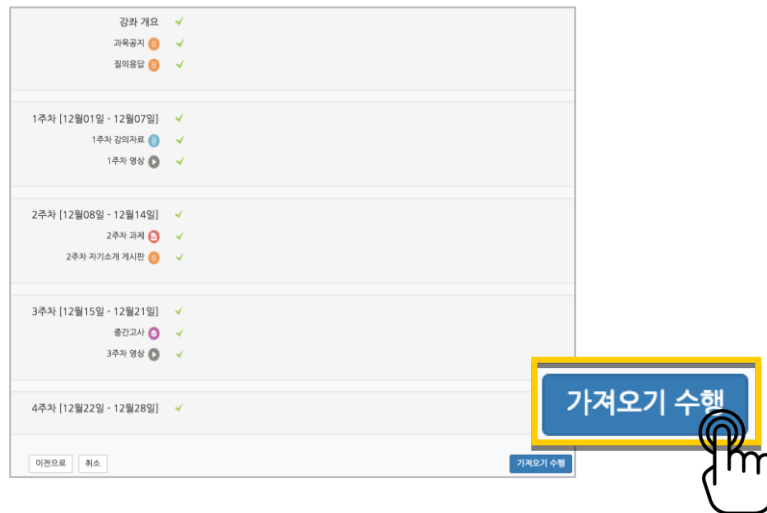 강좌 개요
과목공지
질의응답
1주차 [12월01일 - 12월07일]
1주차 강의자료
1주차 영상
2주차 [12월08일 - 12월14일]
2주차 과제
2주차 자기소개 게시판
3주차 [12월15일 - 12월21일]
중간고사
3주차 영상
4주차 [12월22일 - 12월28일]
가져오기 수행
이전으로 취소 가져오기 수행